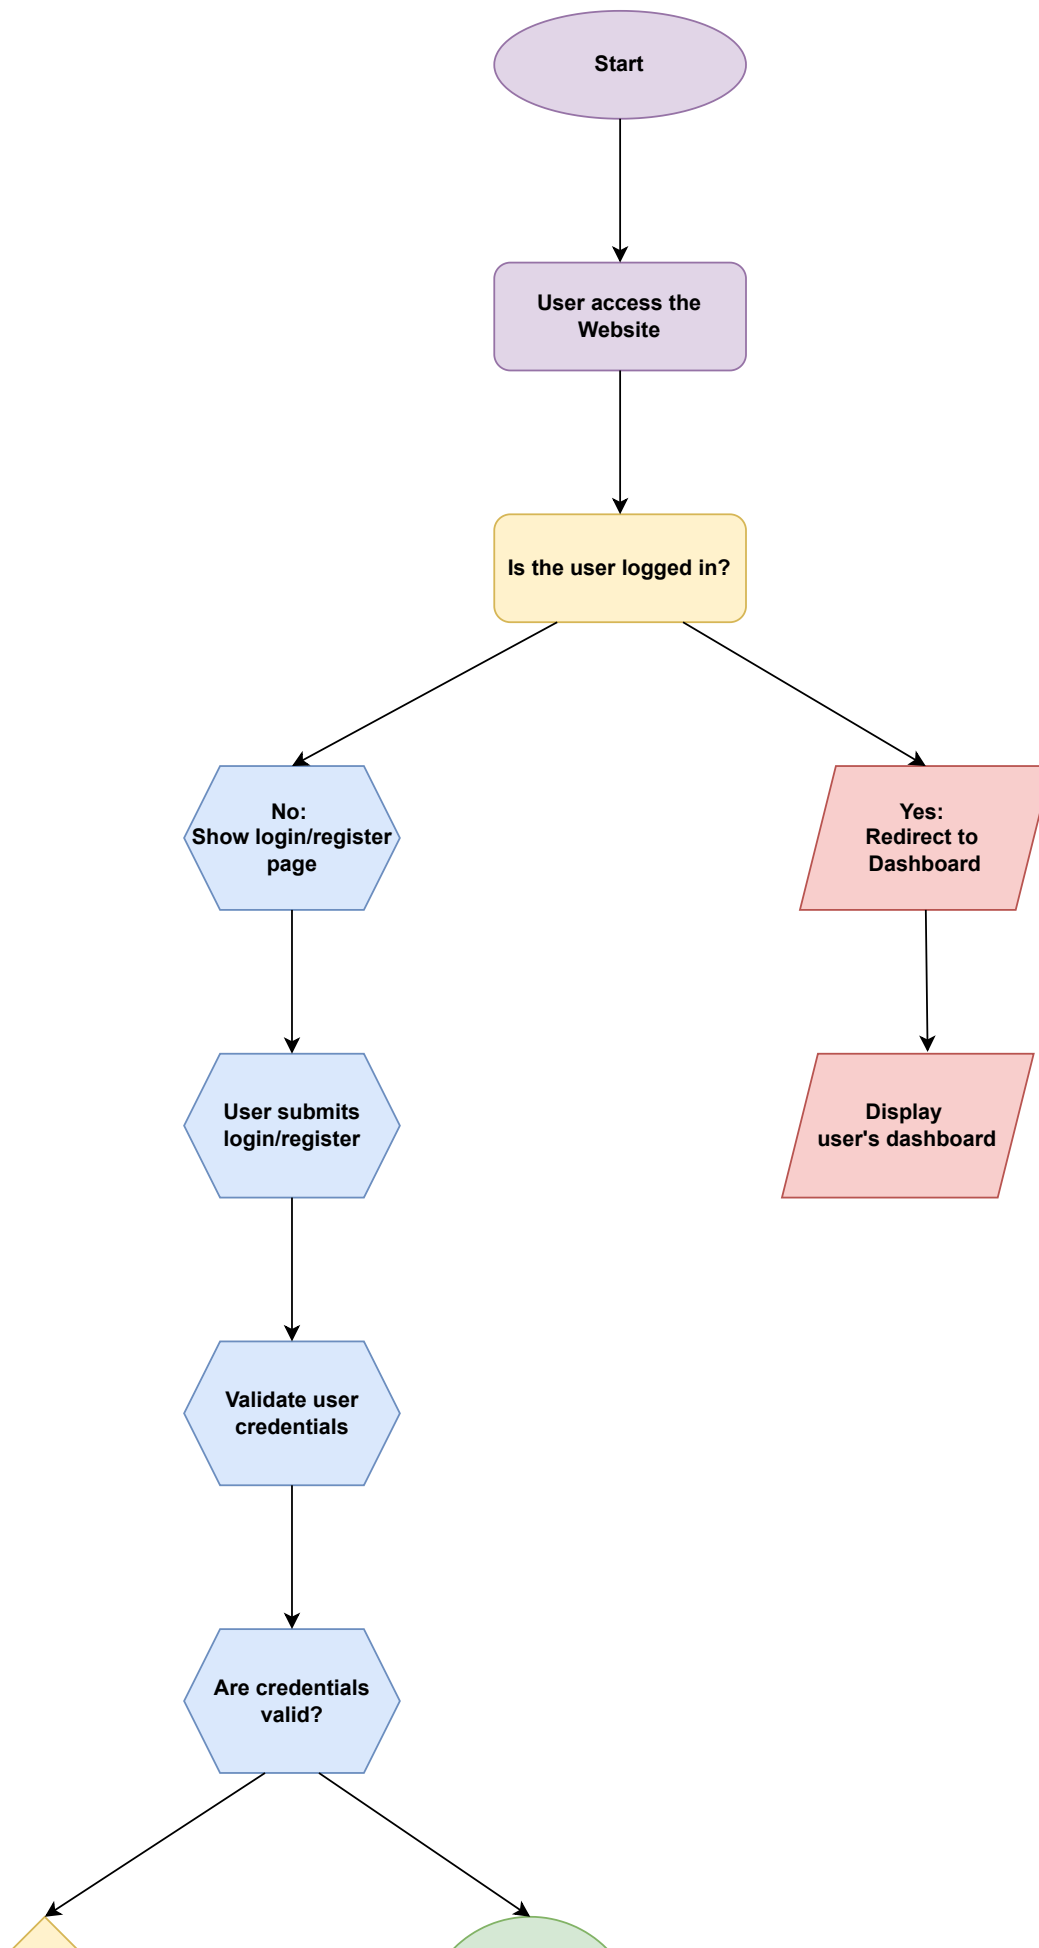 Start
User access the
Website
Is the user logged in?
No:
Show login/register
page
Yes:
Redirect to
Dashboard
User submits
login/register
Display
user's dashboard
Validate user
credentials
Are credentials
valid?